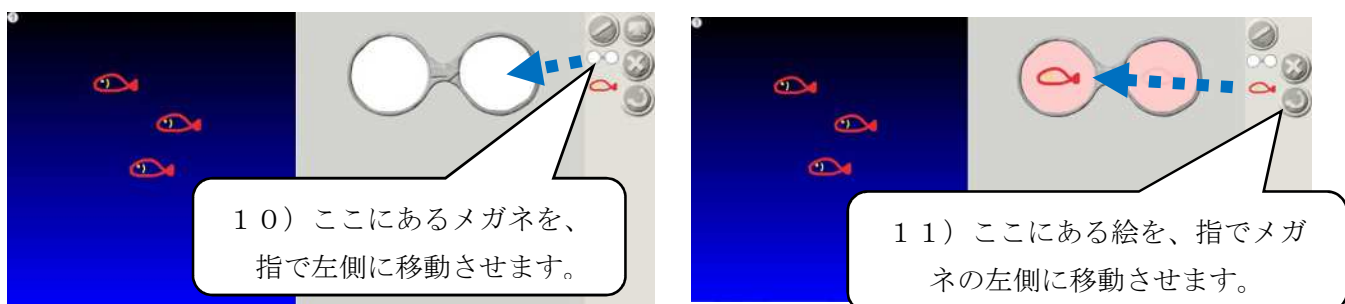 １０）ここにあるメガネを、
指で左側に移動させます。
１１）ここにある絵を、指でメガ
ネの左側に移動させます。